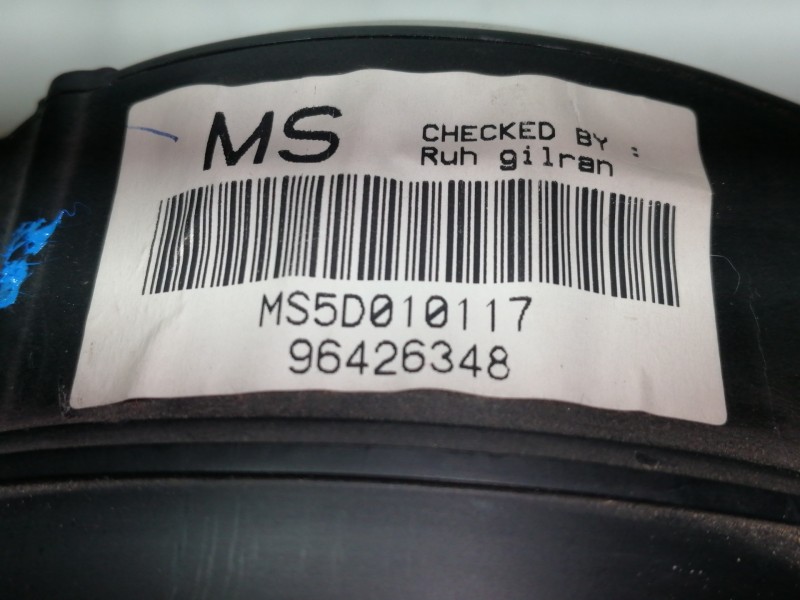 MS
CHECKED BY :
Ruh gilran
MS5D010117
96426348